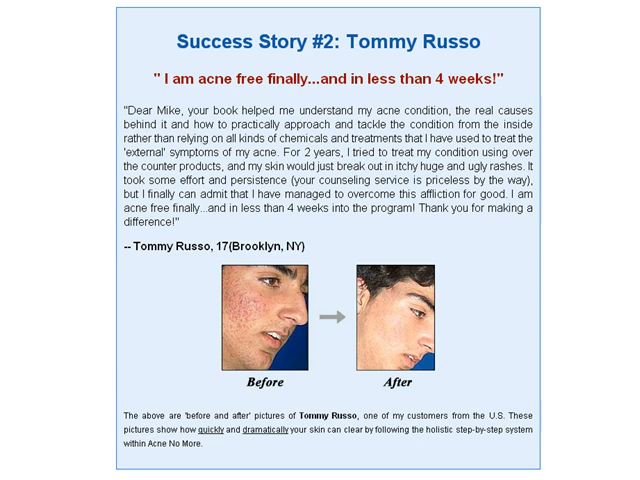 Success Story #2: Tommy Russo
" I am acne free finally...and in less than 4 weeks!"
"Dear Mike, your book helped me understand my acne condition, the real causes
behind it and how to practically approach and tackle the condition from the inside
rather than relying on all kinds of chemicals and treatments that I have used to treat the
'external' symptoms of my acne. For 2 years, I tried to treat my condition using over
the counter products, and my skin would just break out in itchy huge and ugly rashes. It
took some effort and persistence (your counseling service is priceless by the way),
but I finally can admit that I have managed to overcome this affliction for good. I am
acne free finally...and in less than 4 weeks into the program! Thank you for making a
difference!"
-- Tommy Russo, 17(Brooklyn, NY)
Before After
The above are 'before and after' pictures of Tommy Russo, one of my customers from the U.S. These
pictures show how quickly and dramatically your skin can clear by following the holistic step-by-step system
within Acne No More.